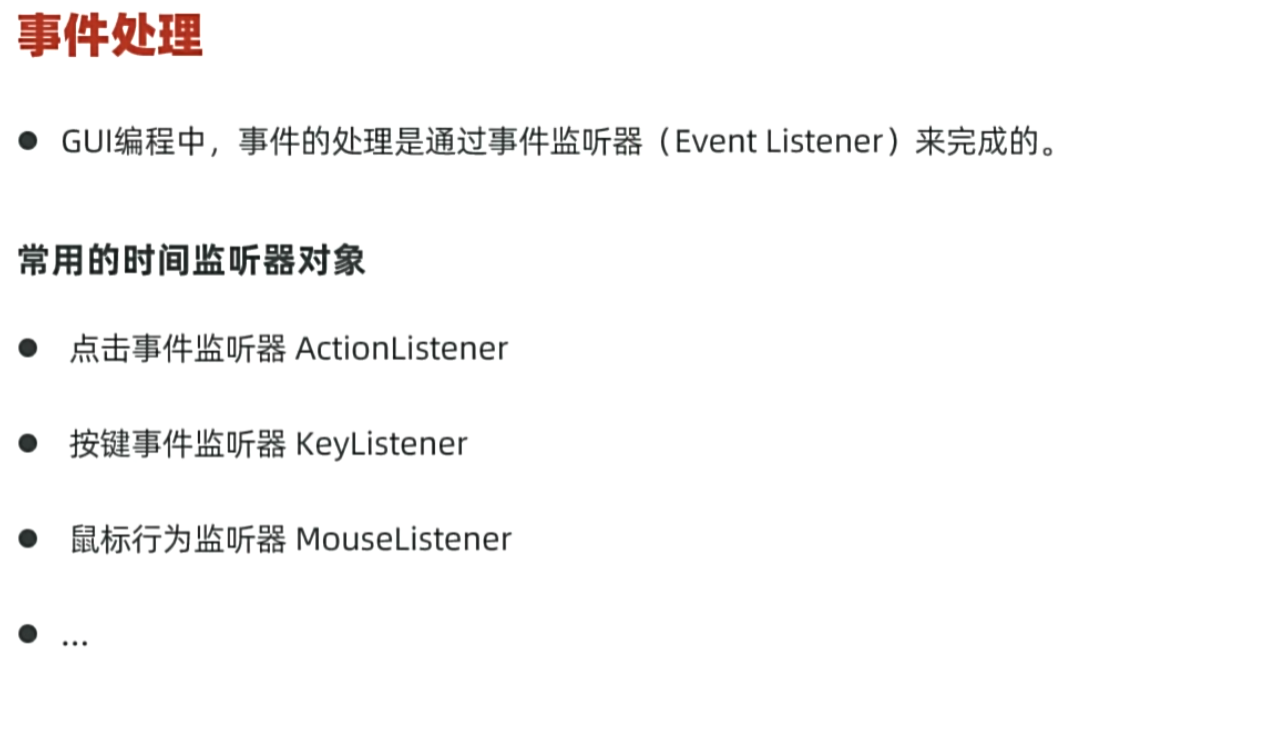 事件处理
● GUI编程中，事件的处理是通过事件监听器（Event Listener）来完成的。
常用的时间监听器对象
● 点击事件监听器 ActionListener
● 按键事件监听器 KeyListener
● 鼠标行为监听器 MouseListener
● ...